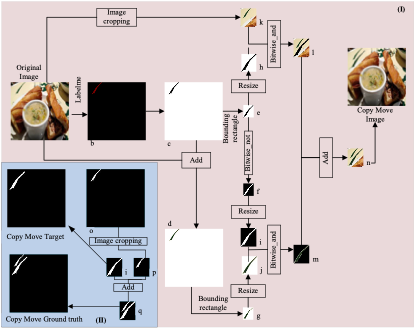 Image
cropping
k
(I)
Bitwise_and
l
Original
Image
Labelme
h
Resize
b
c
Bounding
rectangle
e
Copy Move
Image
Add
Bitwise_not
Add
n
f
Resize
d
o
Copy Move Target
Image cropping
i
Bitwise_and
i
p
j
m
Add
Resize
Copy Move Ground truth
(II)
q
Bounding
rectangle
g